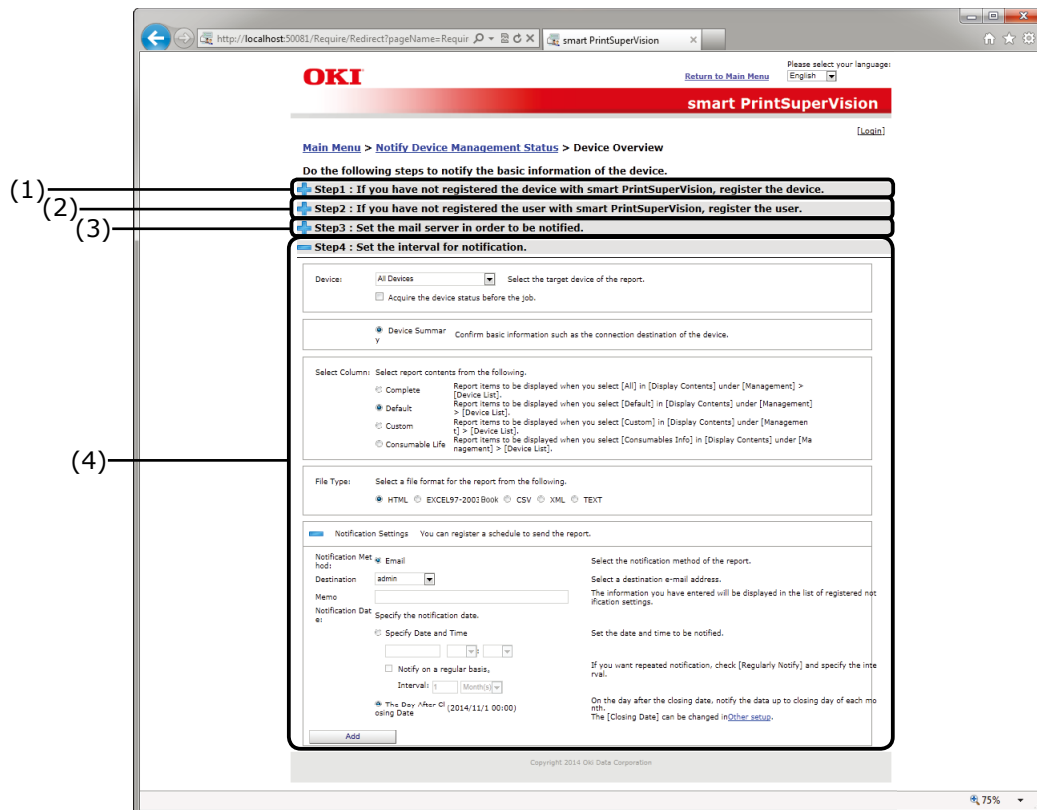 http://localhost:50081/Require/Redirect?pageName=Requir
smart PrintSuperVision
Please select your language:
OKI
Return to Main Menu
English
smart PrintSuperVision
[Login]
Main Menu > Notify Device Management Status > Device Overview
Do the following steps to notify the basic information of the device.
(1)
Step1 : If you have not registered the device with smart PrintSuperVision, register the device.
(2)
Step2 : If you have not registered the user with smart PrintSuperVision, register the user.
(3)
Step3 : Set the mail server in order to be notified.
Step4 : Set the interval for notification.
Device: All Devices Select the target device of the report.
Acquire the device status before the job.
Device Summar
y
Confirm basic information such as the connection destination of the device.
Select Column: Select report contents from the following.
Complete
Report items to be displayed when you select [All] in [Display Contents] under [Management] >
[Device List].
Default
Report items to be displayed when you select [Default] in [Display Contents] under [Management]
> [Device List].
Custom
Report items to be displayed when you select [Custom] in [Display Contents] under [Managemen
t] > [Device List].
Consumable Life
Report items to be displayed when you select [Consumables Info] in [Display Contents] under [Ma
nagement] > [Device List].
(4)
File Type: Select a file format for the report from the following.
HTML EXCEL97-2003 Book CSV XML TEXT
Notification Settings You can register a schedule to send the report.
Notification Met
hod:
Email Select the notification method of the report.
Destination admin Select a destination e-mail address.
Memo
The information you have entered will be displayed in the list of registered not
ification settings.
Notification Dat
e:
Specify the notification date.
Specify Date and Time Set the date and time to be notified.
:
Notify on a regular basis,
If you want repeated notification, check [Regularly Notify] and specify the inte
rval.
Interval: 1 Month(s)
The Day After Cl
osing Date
(2014/11/1 00:00)
On the day after the closing date, notify the data up to closing day of each mo
nth.
The [Closing Date] can be changed inOther setup.
Add
Copyright 2014 Oki Data Corporation
75%